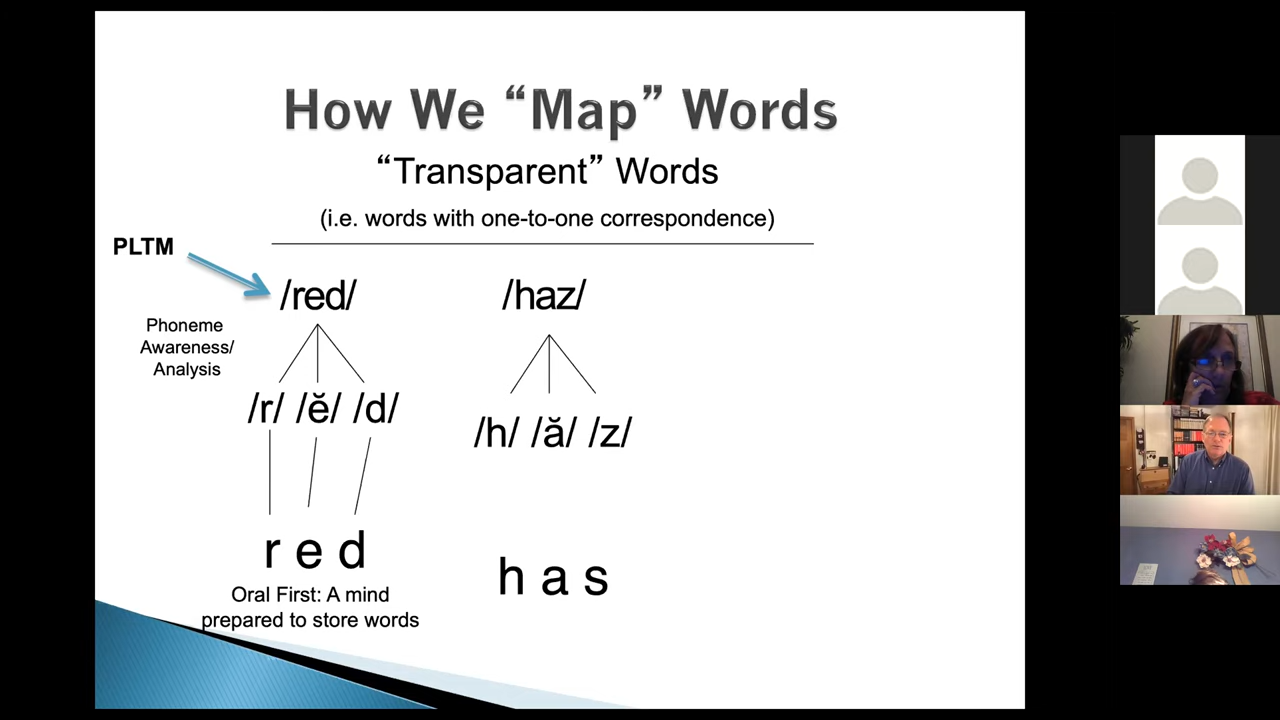 How We “Map” Words
“Transparent” Words
(i.e. words with one-to-one correspondence)
PLTM
/red/
/haz/
Phoneme
Awareness/
Analysis
/r/ /ĕ/ /d/
/h/ /ă/ /z/
r e d
h a s
Oral First: A mind
prepared to store words